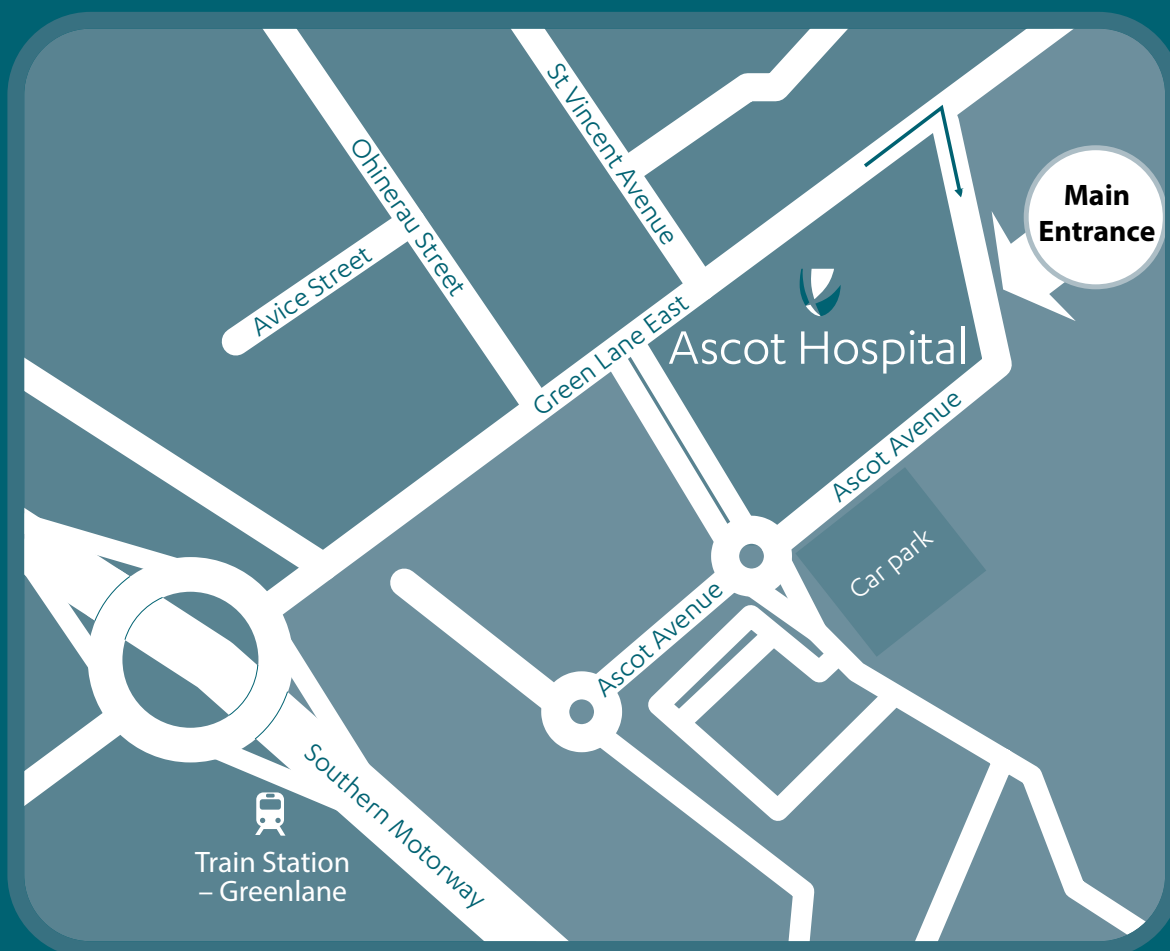 St Vincent Avenue
Ohinerau Street
Main
Entrance
Avice Street
Green Lane East
Ascot Hospital
Ascot Avenue
Car park
Ascot Avenue
Southern Motorway
Train Station
– Greenlane